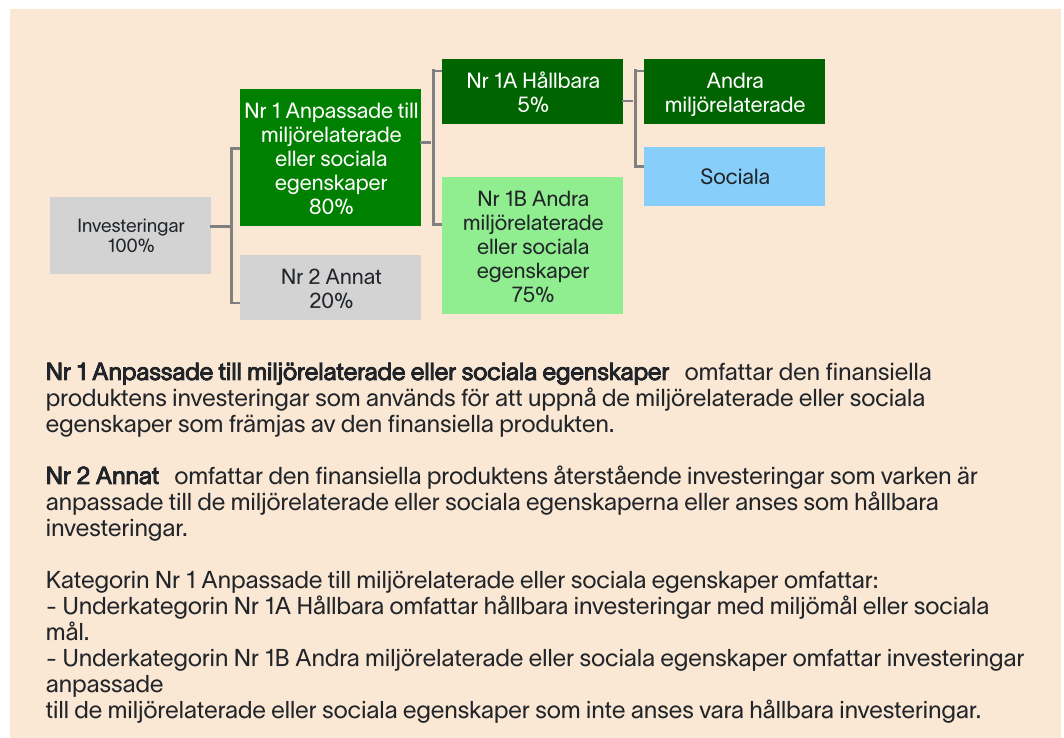 Nr 1A Hållbara
5%
Andra
miljörelaterade
Nr 1 Anpassade till
miljörelaterade
eller sociala
egenskaper
80%
Sociala
Nr 1B Andra
miljörelaterade
eller sociala
egenskaper
75%
Investeringar
100%
Nr 2 Annat
20%
Nr 1 Anpassade till miljörelaterade eller sociala egenskaper omfattar den finansiella
produktens investeringar som används för att uppnå de miljörelaterade eller sociala
egenskaper som främjas av den finansiella produkten.
Nr 2 Annat omfattar den finansiella produktens återstående investeringar som varken är
anpassade till de miljörelaterade eller sociala egenskaperna eller anses som hållbara
investeringar.
Kategorin Nr 1 Anpassade till miljörelaterade eller sociala egenskaper omfattar:
- Underkategorin Nr 1A Hållbara omfattar hållbara investeringar med miljömål eller sociala
mål.
- Underkategorin Nr 1B Andra miljörelaterade eller sociala egenskaper omfattar investeringar
anpassade
till de miljörelaterade eller sociala egenskaper som inte anses vara hållbara investeringar.